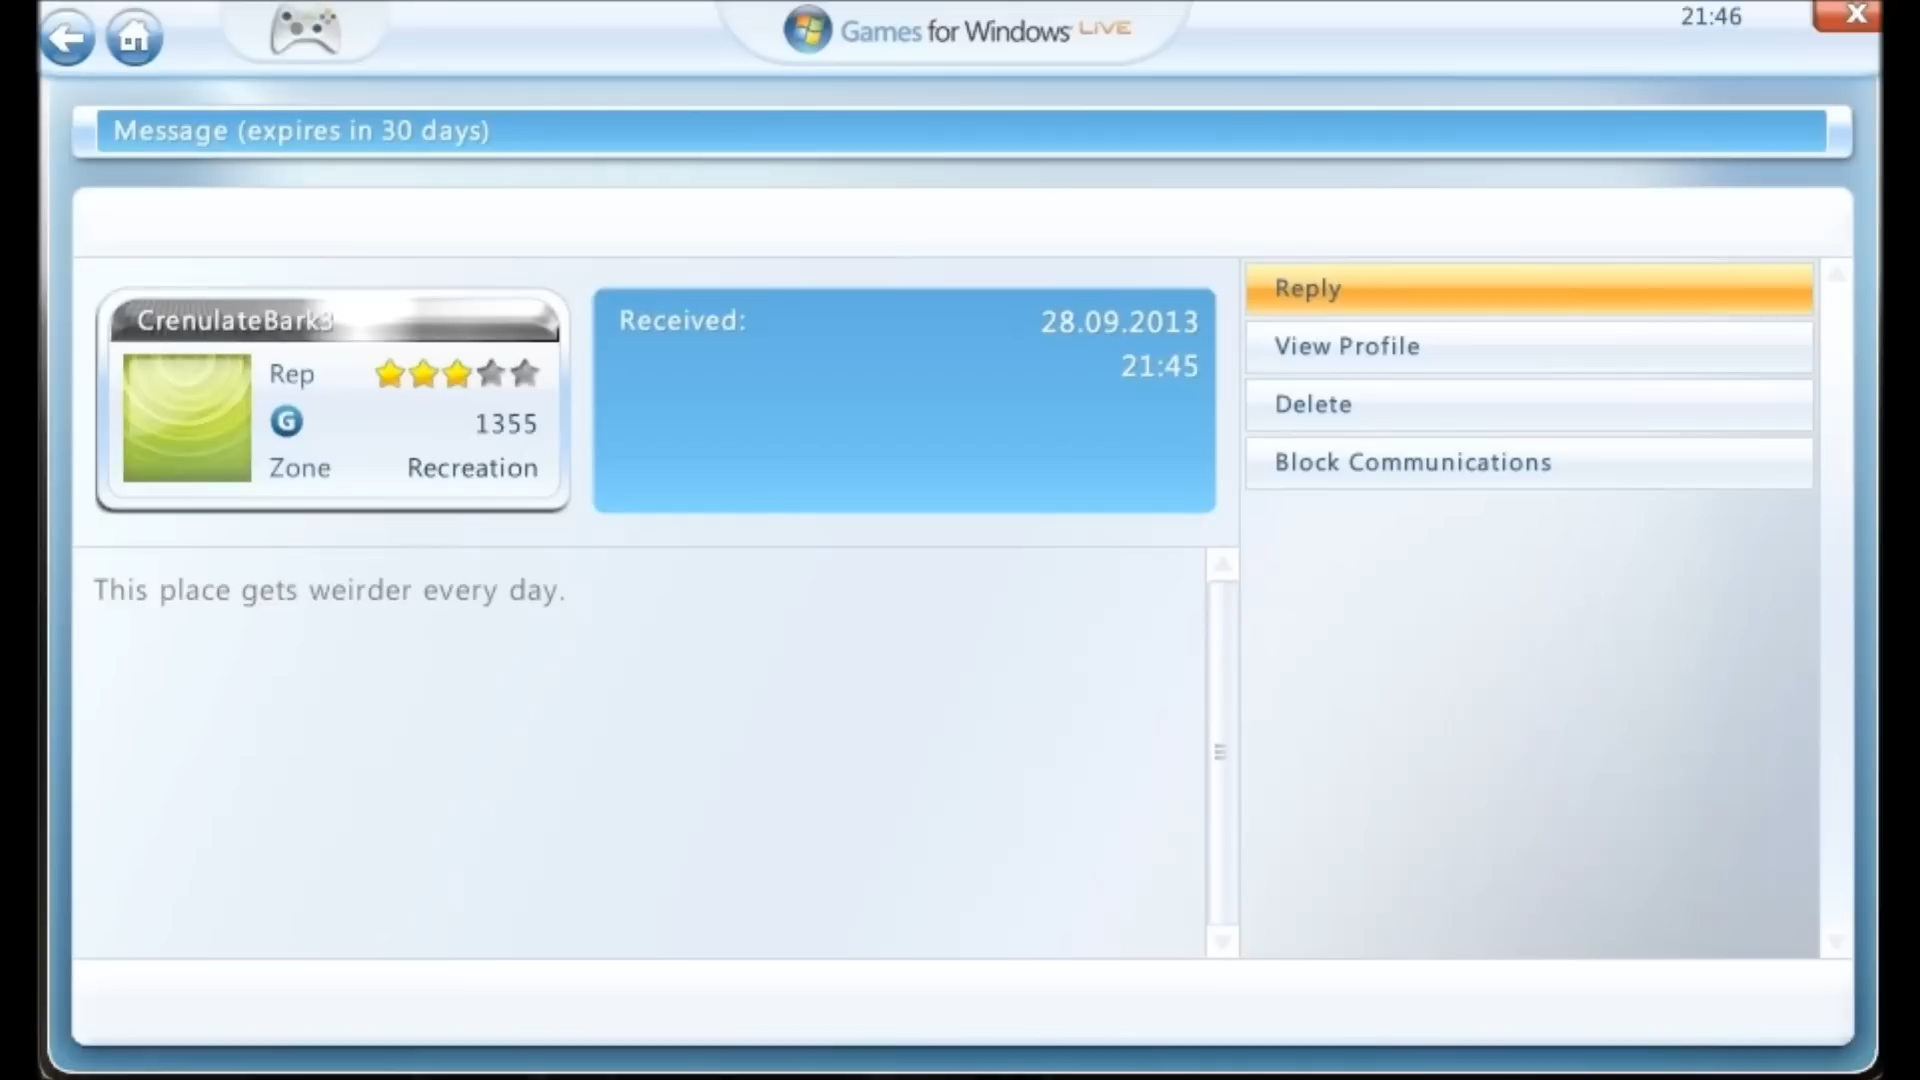 21:46
Games for Windows LIVE
X
Message (expires in 30 days)
CrenulateBark3
Rep
G
1355
Zone
Recreation
Received:
28.09.2013
21:45
This place gets weirder every day.
Reply
View Profile
Delete
Block Communications